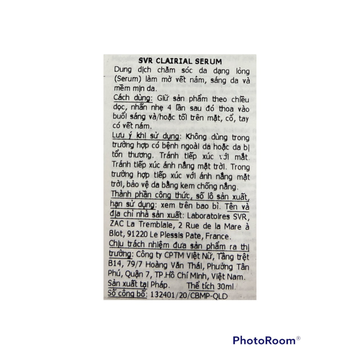 SVR CLAIRIAL SERUM
Dung dịch chăm sóc da dạng lỏng
(Serum) làm mờ vết nám, sáng da và
mềm mịn da.
Cách dùng: Giữ sản phẩm theo chiều
dọc, nhấn nhẹ 4 lần sau đó thoa vào
buổi sáng và/hoặc tối trên mặt, cổ, tay
có vết nám.
Lưu ý khi sử dụng: Không dùng trong
trường hợp có bệnh ngoài da hoặc da bị
tổn thương. Tránh tiếp xúc với mắt.
Tránh tiếp xúc ánh nắng mặt trời. Trong
trường hợp tiếp xúc với ánh nắng mặt
trời, bảo vệ da bằng kem chống nắng.
Thành phần công thức, số lô sản xuất,
hạn sử dụng: xem trên bao bì. Tên và
địa chỉ nhà sản xuất: Laboratoires SVR,
ZAC La Tremblaie, 2 Rue de la Mare à
Blot, 91220 Le Plessis Pate, France.
Chịu trách nhiệm đưa sản phẩm ra thị
trường: Công ty CPTM Việt Nữ, Tầng trệt
B14, 79/7 Hoàng Văn Thái, Phường Tân
Phú, Quận 7, TP.Hồ Chí Minh, Việt Nam.
Sản xuất tại Pháp. Thể tích 30ml
Số công bố: 132401/20/CBMP-QLD
PhotoRoom